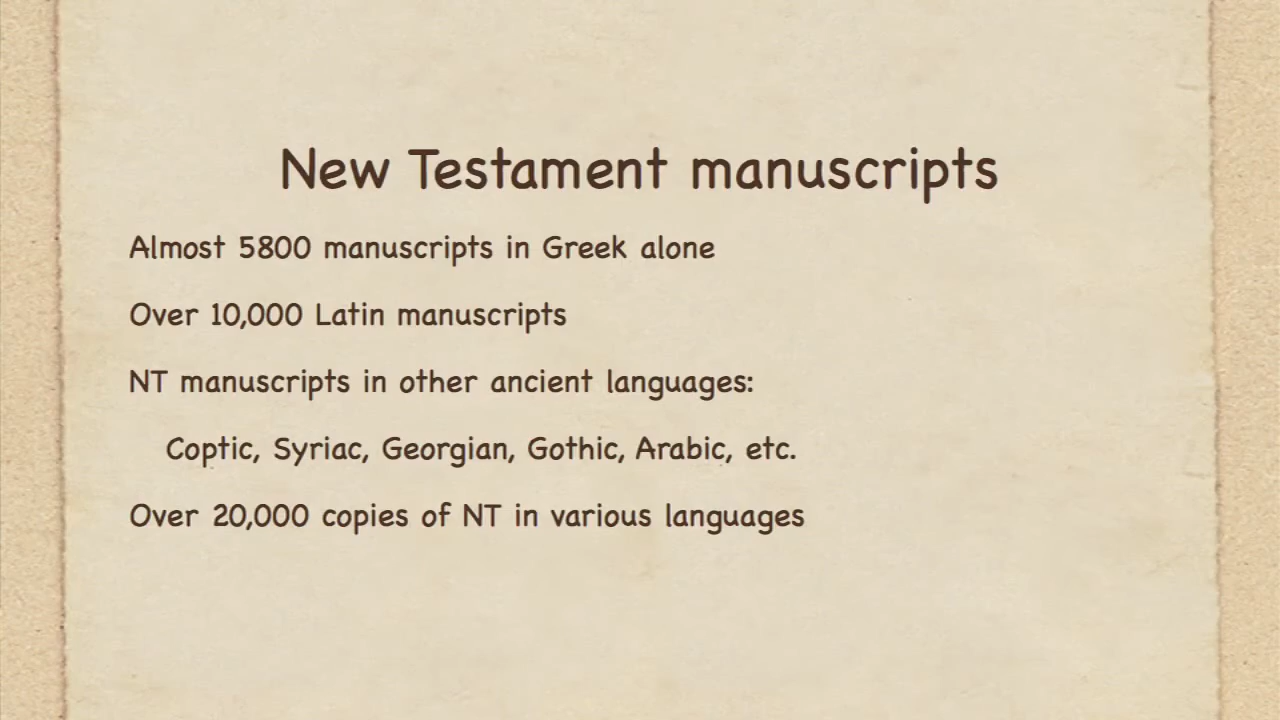 New Testament manuscripts
Almost 5800 manuscripts in Greek alone
Over 10,000 Latin manuscripts
NT manuscripts in other ancient languages:
Coptic, Syriac, Georgian, Gothic, Arabic, etc.
Over 20,000 copies of NT in various languages